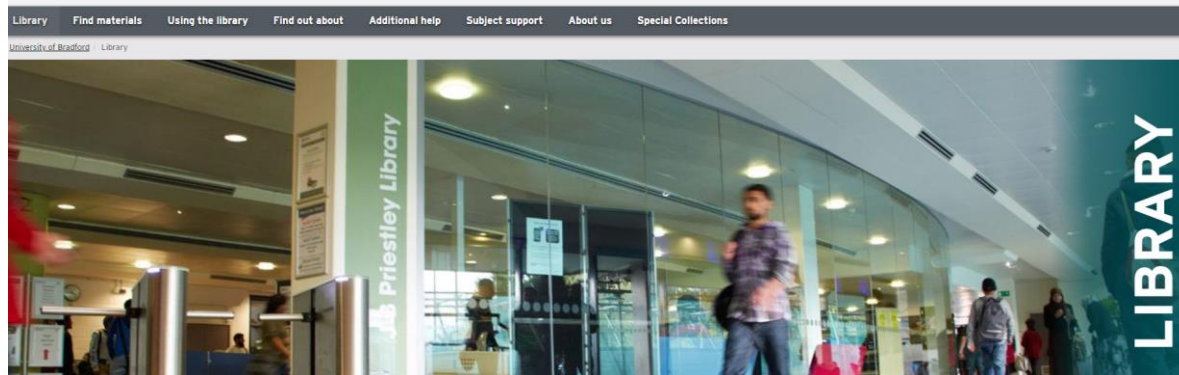 Library Find materials Using the library Find out about Additional help Subject support About us Special Collections
University of Bradford Library
JB Priestley Library
LIBRARY